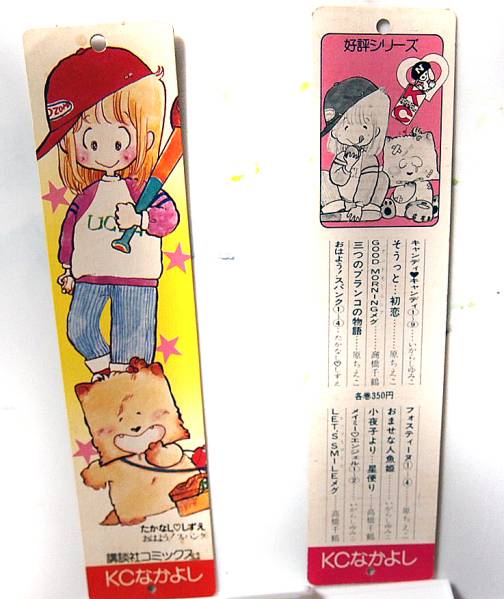 OZON
UC
たかなし♡しずえ
おはよう!スパンク
講談社コミックスは
KCなかよし
好評シリーズ
KC
キャンディ♥キャンディ①~⑨…いがらしゆみこ
そうっと…初恋……原ちえこ
GOOD MORNINGメグ……高橋千鶴
三つのブランコの物語……原ちえこ
おはよう!スパンク①~④…たかなし♡しずえ
各巻350円
フォスティーヌ①~④……原ちえこ
おませな人魚姫……いがらしゆみこ
小夜子より…星便り……高橋千鶴
メイミー♡エンジェル①~②…いがらしゆみこ
LET'S SMILEメグ……高橋千鶴
KCなかよし